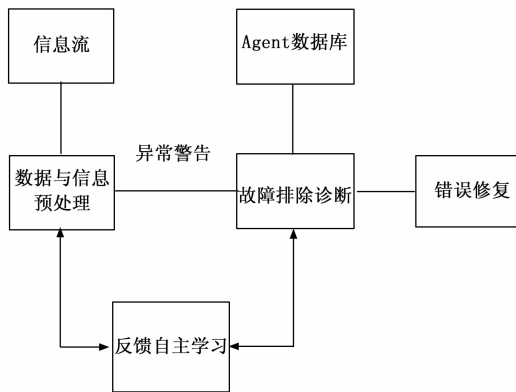 信息流
Agent数据库
异常警告
数据与信息
预处理
故障排除诊断
错误修复
反馈自主学习